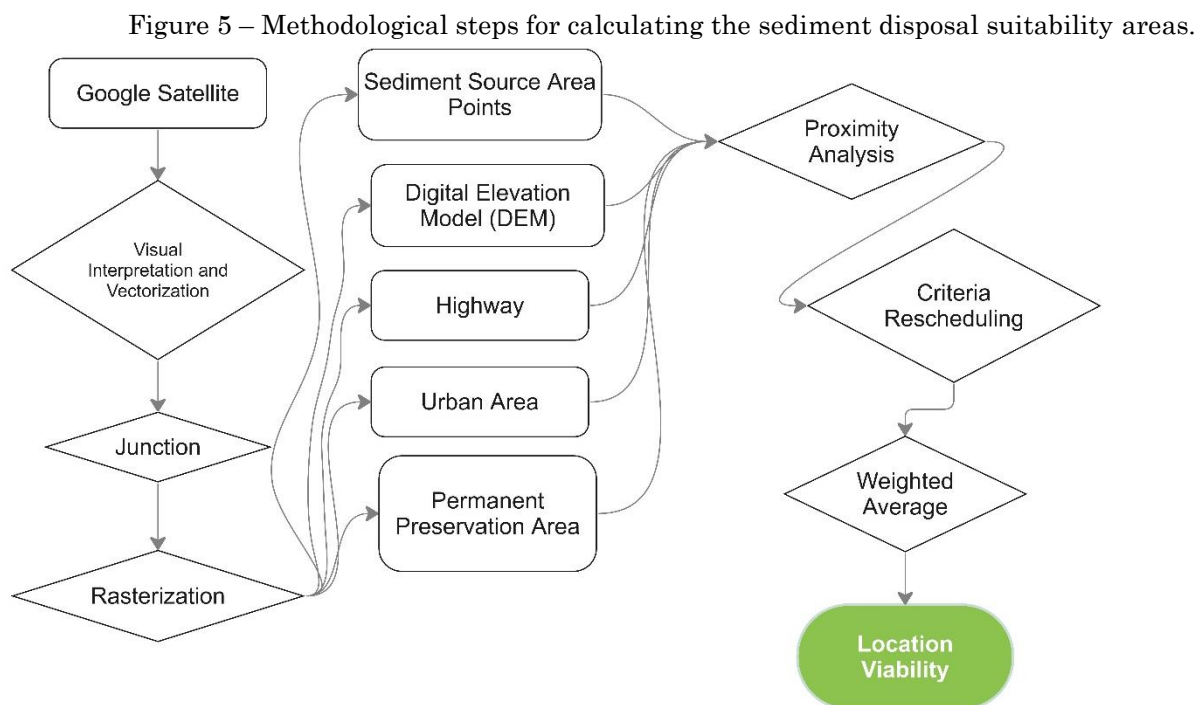 Figure 5 – Methodological steps for calculating the sediment disposal suitability areas.
Google Satellite
Visual
Interpretation and
Vectorization
Junction
Rasterization
Sediment Source Area
Points
Digital Elevation
Model (DEM)
Highway
Urban Area
Permanent
Preservation Area
Proximity
Analysis
Criteria
Rescheduling
Weighted
Average
Location
Viability